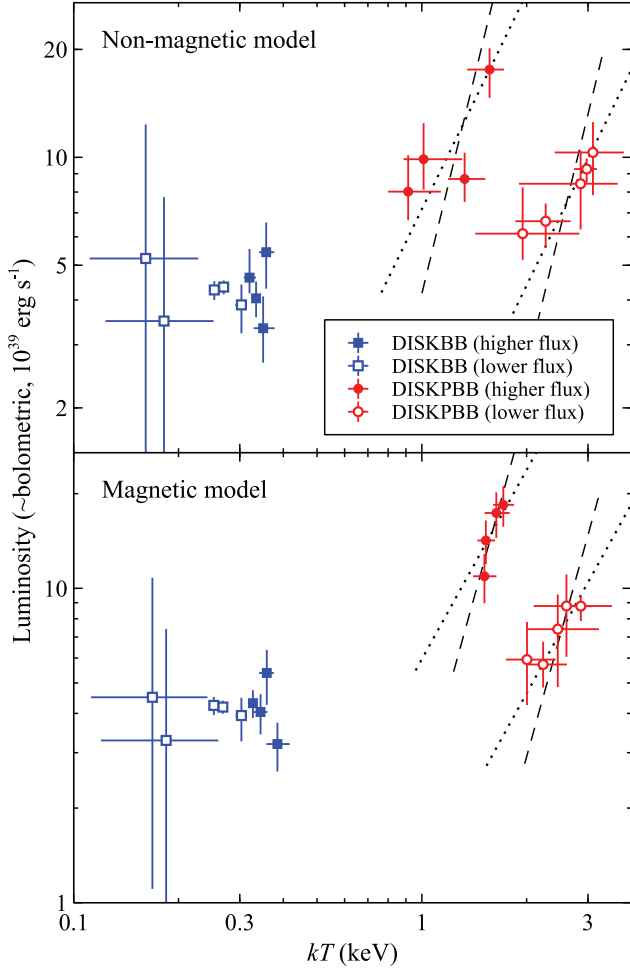 Non-magnetic model
20
10
5
2
DISKBB (higher flux)
DISKBB (lower flux)
DISKPBB (higher flux)
DISKPBB (lower flux)
Luminosity (~bolometric, 10³⁹ erg s⁻¹)
Magnetic model
10
1
0.1
0.3
1
3
kT (keV)